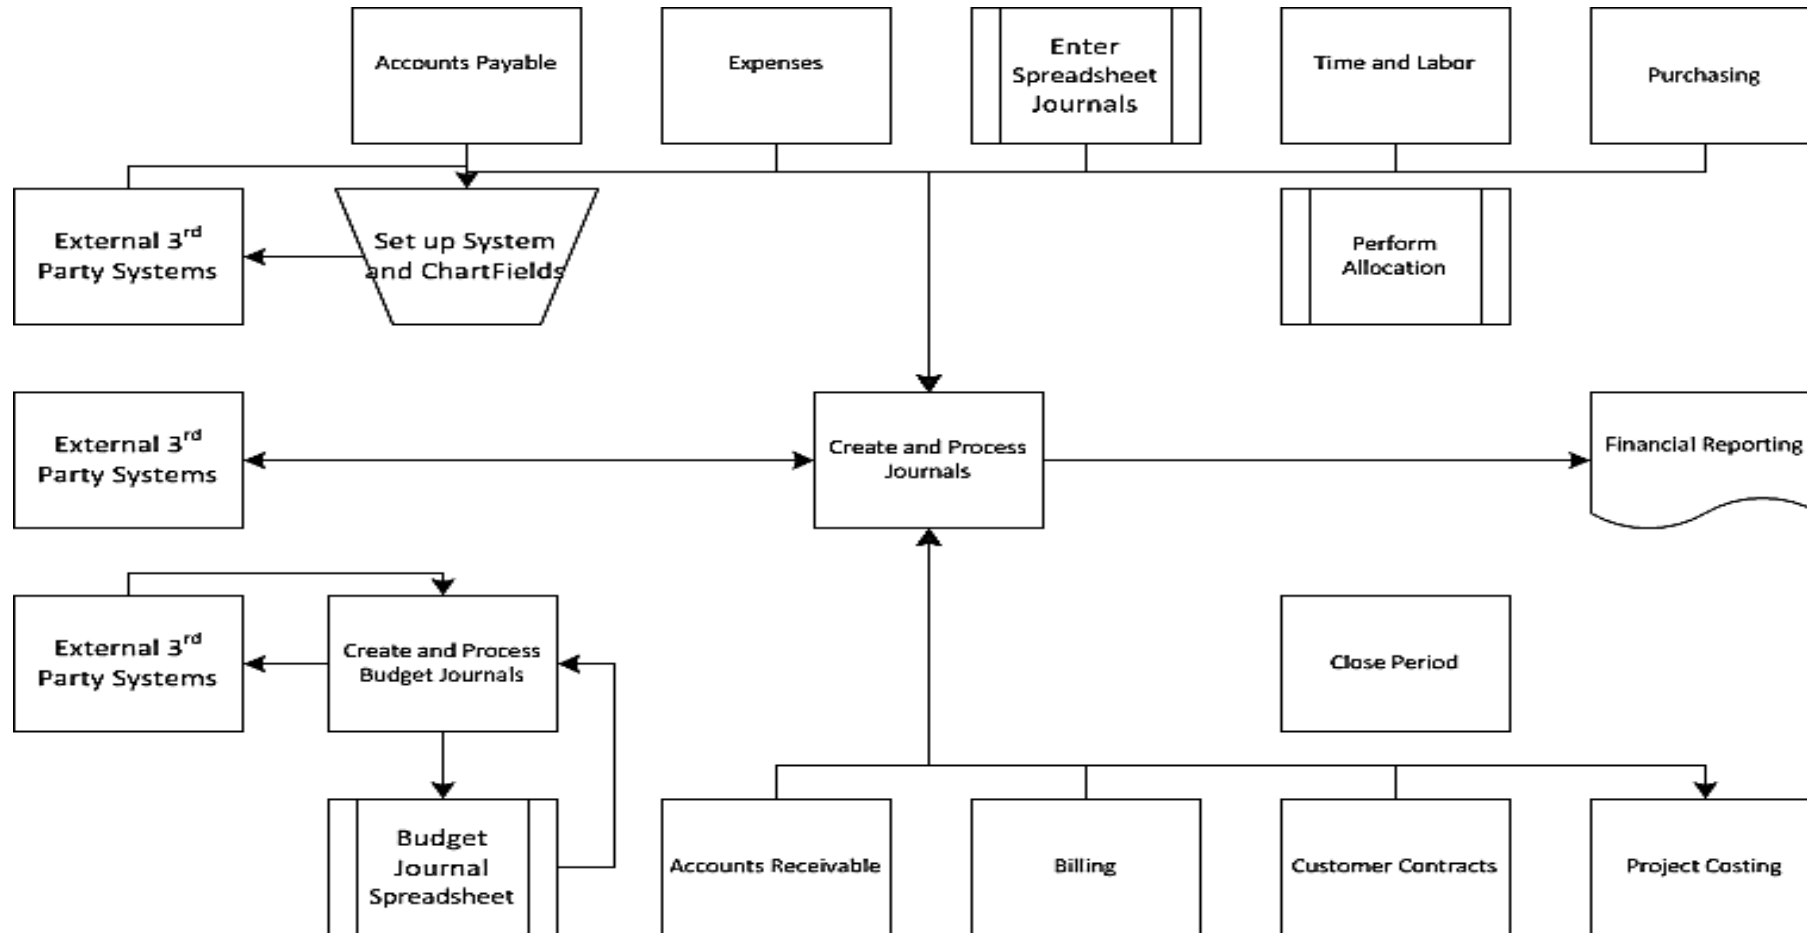 Accounts Payable
Expenses
Enter
Spreadsheet
Journals
Time and Labor
Purchasing
External 3rd
Party Systems
Set up System
and ChartFields
Perform
Allocation
External 3rd
Party Systems
Create and Process
Journals
Financial Reporting
External 3rd
Party Systems
Create and Process
Budget Journals
Close Period
Budget
Journal
Spreadsheet
Accounts Receivable
Billing
Customer Contracts
Project Costing